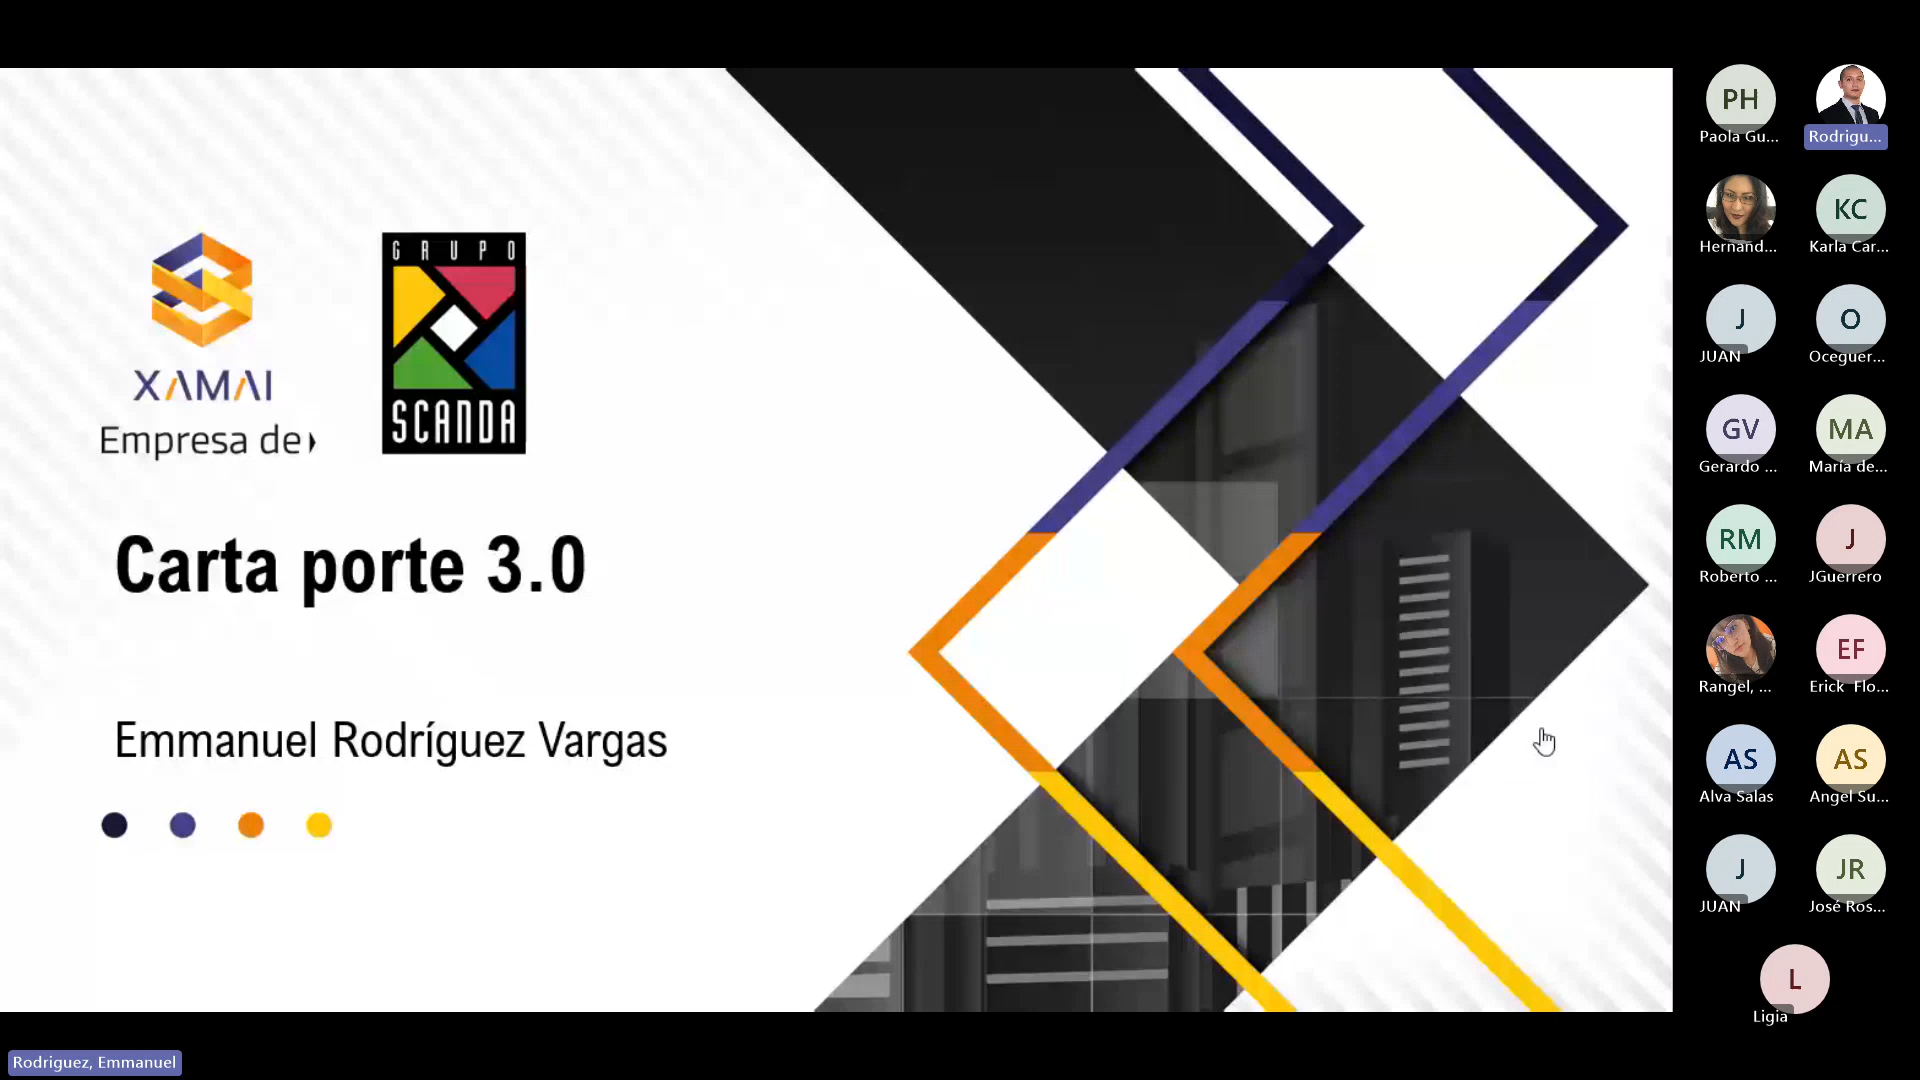 XAMAI
Empresa de
GRUPO
SCANDA
Carta porte 3.0
Emmanuel Rodríguez Vargas
PH
Paola Gu...
Rodrigu...
Hernand...
KC
Karla Car...
J
JUAN
O
Oceguer...
GV
Gerardo ...
MA
María de...
RM
Roberto ...
J
JGuerrero
Rangel, ...
EF
Erick Flo...
AS
Alva Salas
AS
Angel Su...
J
JUAN
JR
José Ros...
L
Ligia
Rodriguez, Emmanuel